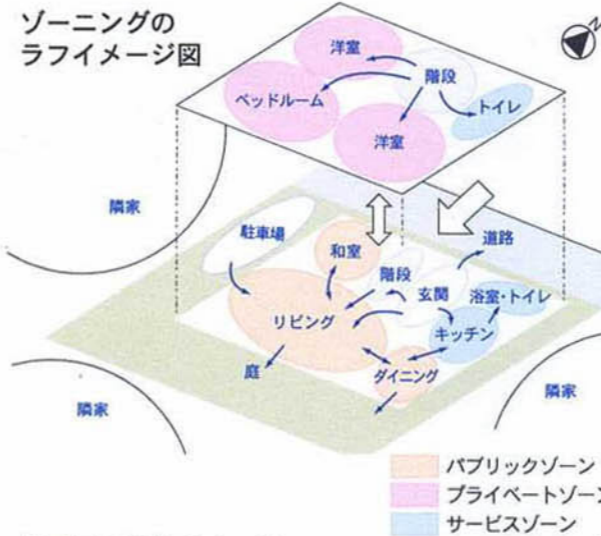 ゾーニングの
ラフイメージ図
N
洋室
階段
ベッドルーム
トイレ
洋室
隣家
駐車場
和室
道路
階段
玄関
浴室・トイレ
リビング
キッチン
庭
ダイニング
隣家
隣家
パブリックゾーン
プライベートゾーン
サービスゾーン